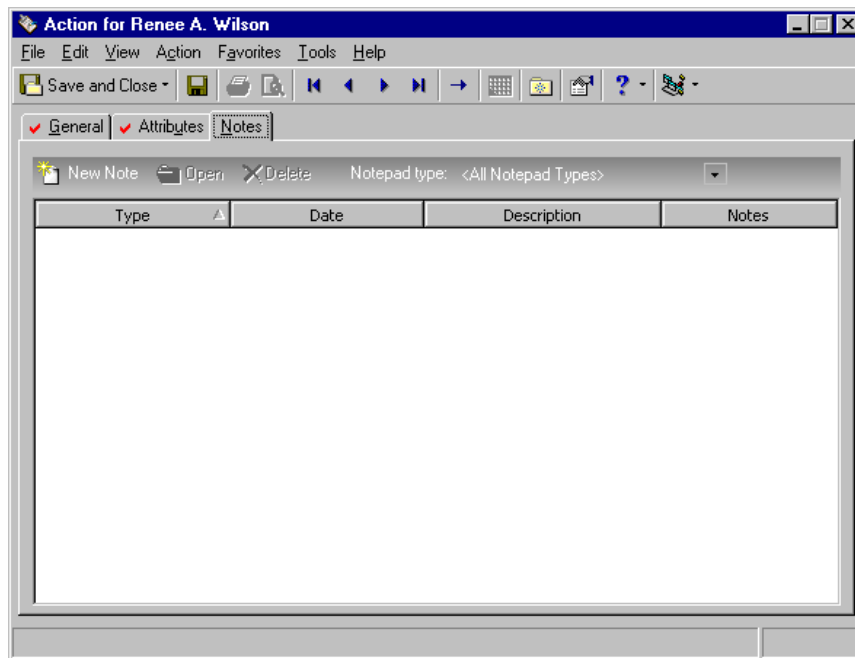 Action for Renee A. Wilson
File Edit View Action Favorites Tools Help
Save and Close ?
General Attributes Notes
New Note Open Delete Notepad type: <All Notepad Types>
Type Date Description Notes